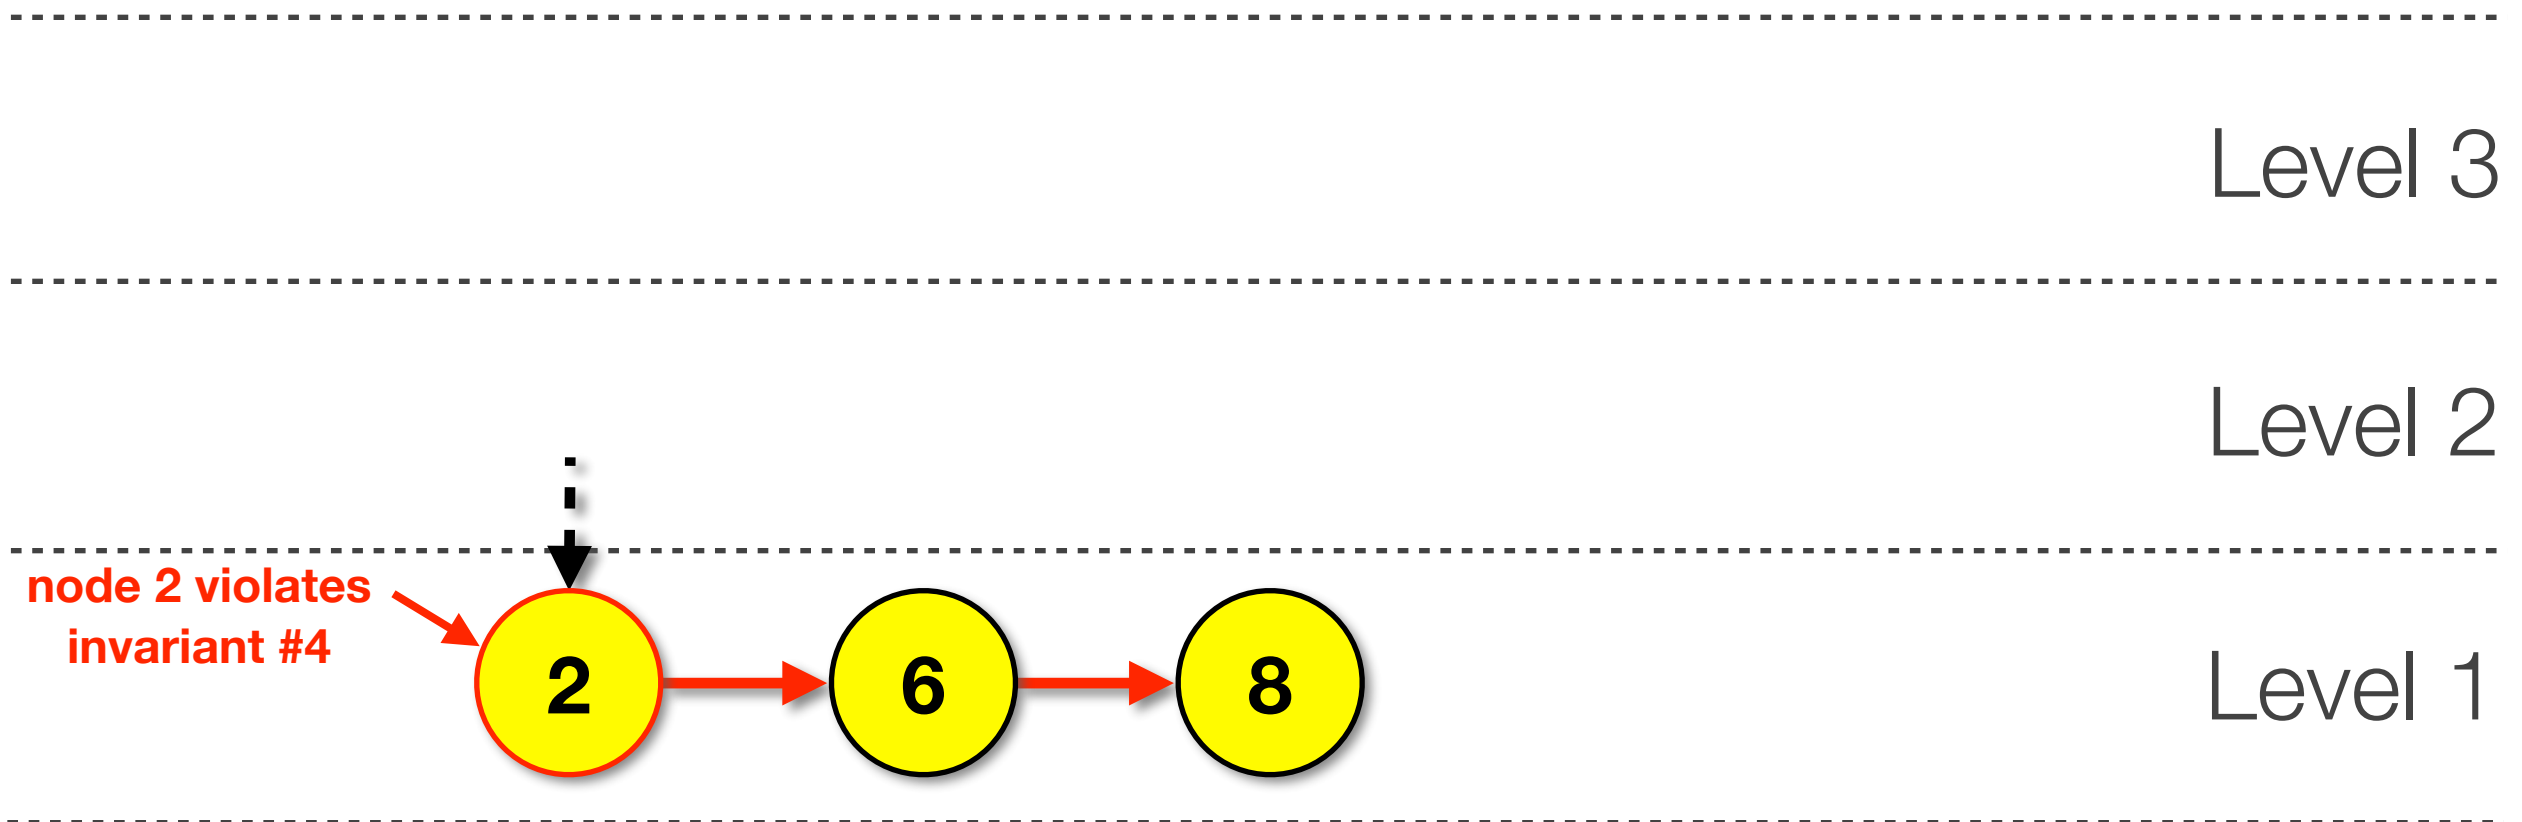 Level 3
Level 2
node 2 violates
invariant #4
2 6 8
Level 1